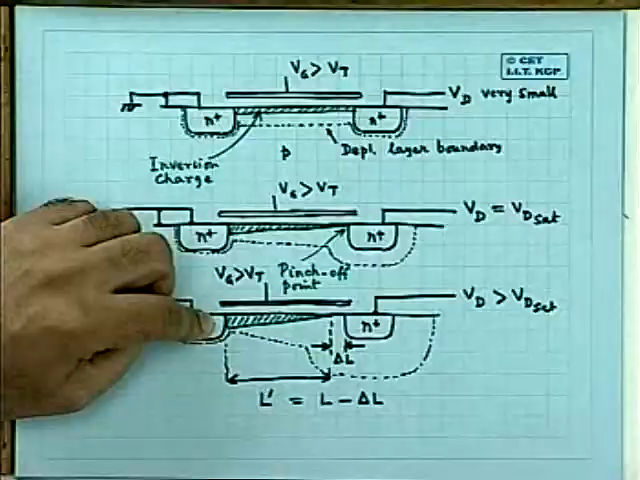 © CET
I.I.T. KGP
V_G > V_T
V_D very small
n+
n+
Inversion
Charge
p
Depl. layer boundary
V_G > V_T
V_D = V_Dsat
n+
n+
V_G > V_T
Pinch-off
point
V_D > V_Dsat
n+
ΔL
L' = L - ΔL